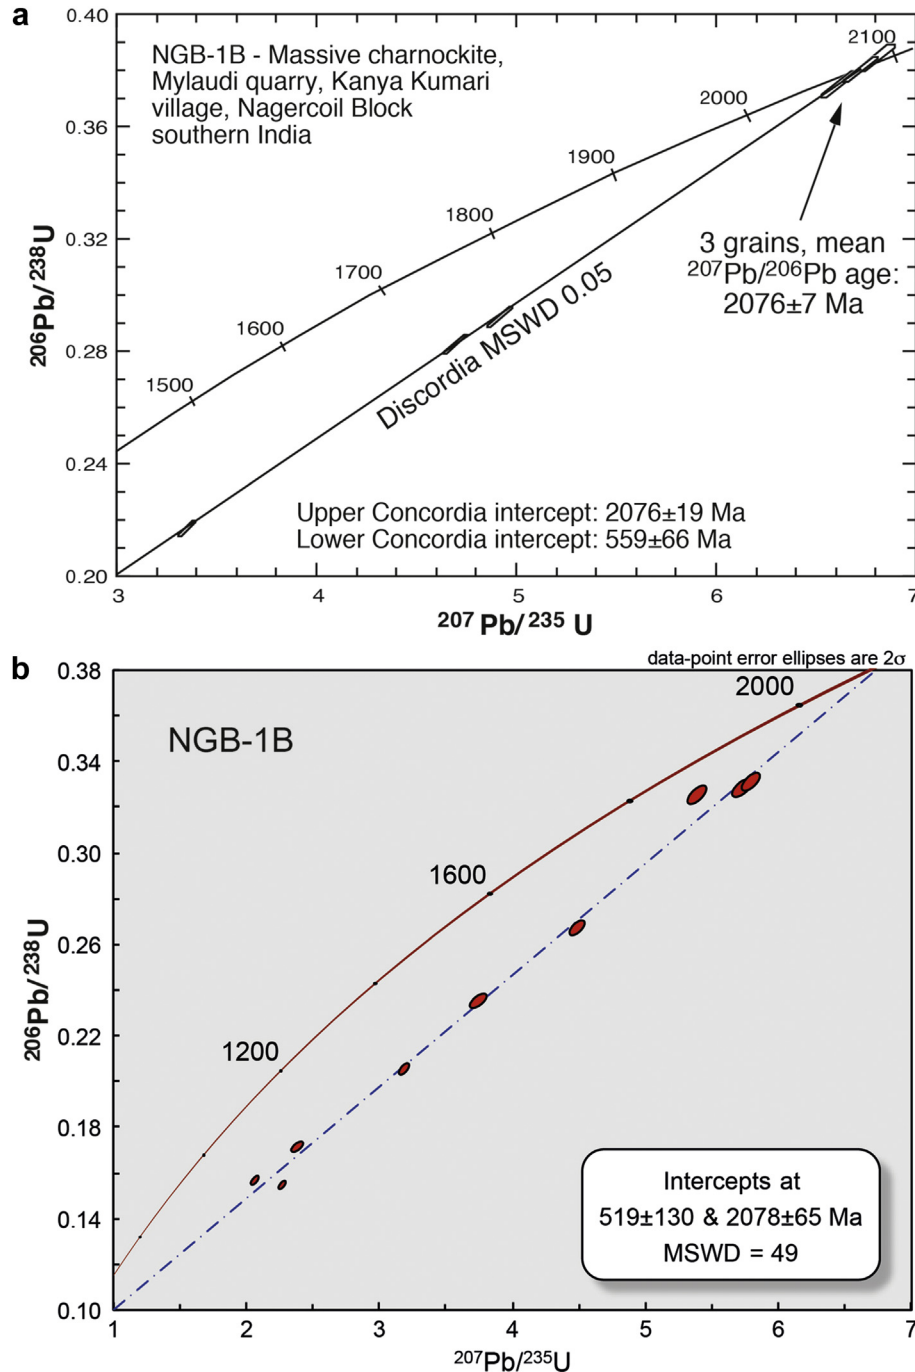 a
0.40
0.36
0.32
0.28
0.24
0.20
206Pb/238U
NGB-1B - Massive charnockite,
Mylaudi quarry, Kanya Kumari
village, Nagercoil Block
southern India
1500
1600
1700
1800
1900
2000
2100
3 grains, mean
207Pb/206Pb age:
2076±7 Ma
Discordia MSWD 0.05
Upper Concordia intercept: 2076±19 Ma
Lower Concordia intercept: 559±66 Ma
3 4 5 6 7
207 Pb/ 235 U
b
data-point error ellipses are 2σ
0.38
0.34
0.30
0.26
0.22
0.18
0.14
0.10
206Pb/238U
NGB-1B
2000
1600
1200
Intercepts at
519±130 & 2078±65 Ma
MSWD = 49
1 2 3 4 5 6 7
207Pb/235U